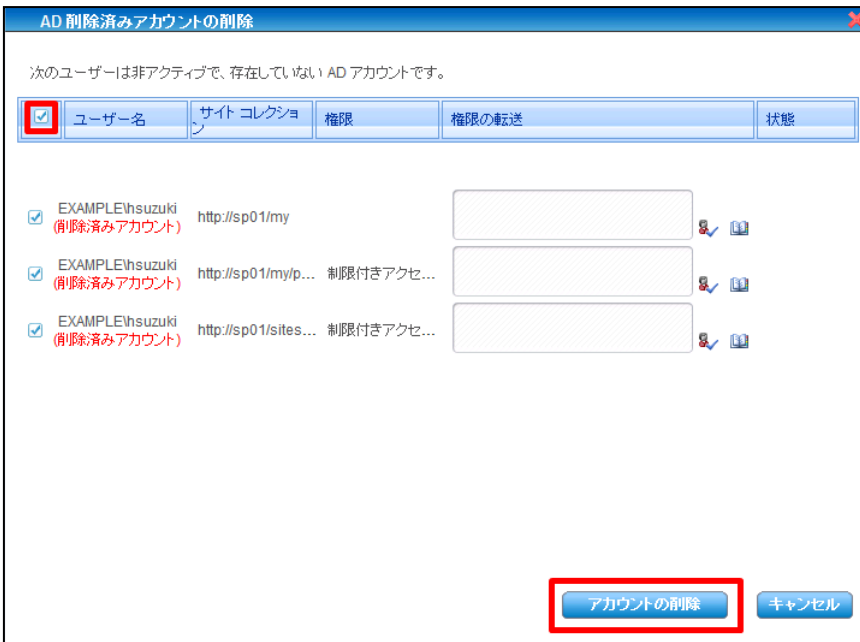 AD 削除済みアカウントの削除
次のユーザーは非アクティブで、存在していない AD アカウントです。
ユーザー名 サイト コレクション 権限 権限の転送 状態
EXAMPLE\hsuzuki
(削除済みアカウント) http://sp01/my
EXAMPLE\hsuzuki
(削除済みアカウント) http://sp01/my/p... 制限付きアクセ...
EXAMPLE\hsuzuki
(削除済みアカウント) http://sp01/sites... 制限付きアクセ...
アカウントの削除 キャンセル